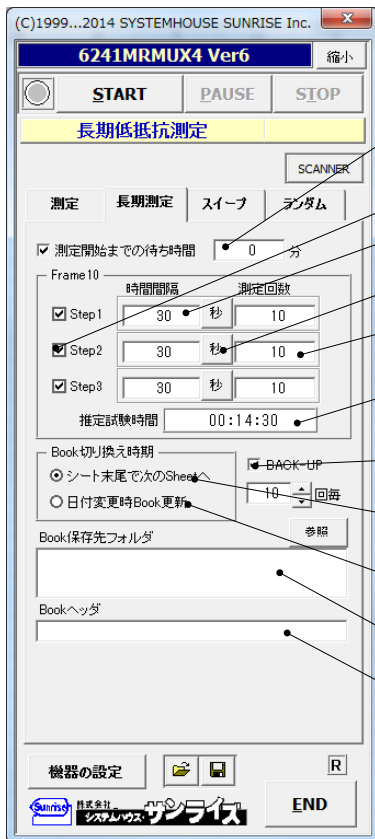 (C)1999...2014 SYSTEMHOUSE SUNRISE Inc.
X
6241MRMUX4 Ver6
縮小
START
PAUSE
STOP
長期低抵抗測定
SCANNER
測定
長期測定
スイープ
ランダム
測定開始までの待ち時間 0 分
Frame10
時間間隔 測定回数
Step1 30 秒 10
Step2 30 秒 10
Step3 30 秒 10
推定試験時間 00:14:30
Book切り換え時期
シート末尾で次のSheetへ
日付変更時Book更新
BACK-UP
10 回毎
参照
Book保存先フォルダ
Bookヘッダ
機器の設定
R
Sunrise
株式会社
システムハウス・サンライズ
END